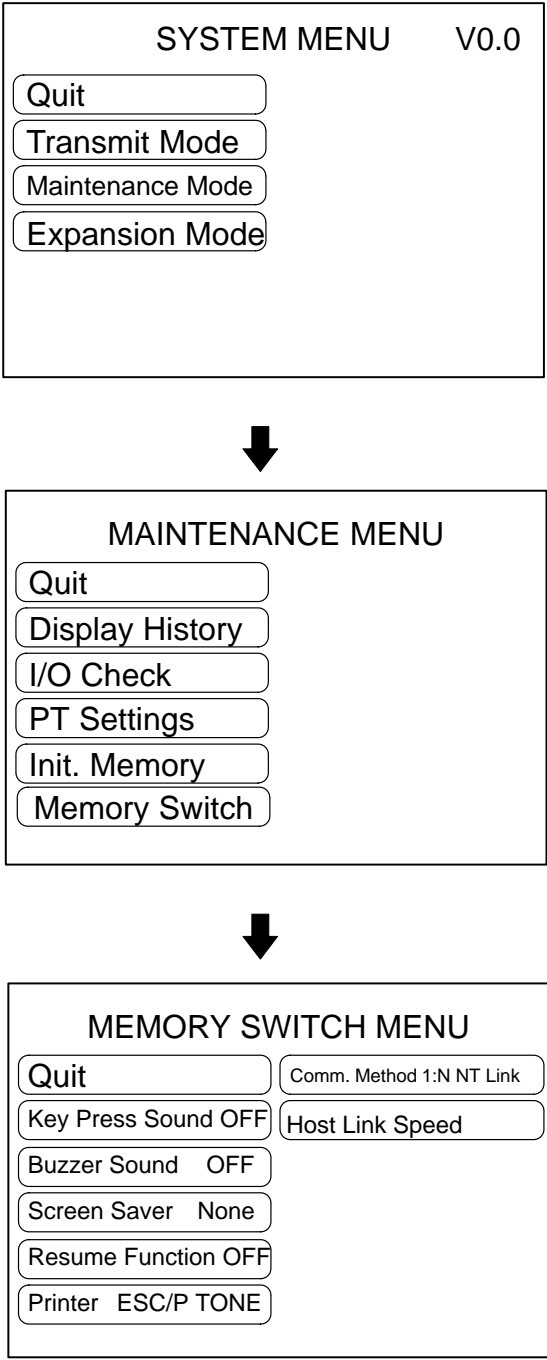 SYSTEM MENU V0.0
Quit
Transmit Mode
Maintenance Mode
Expansion Mode
MAINTENANCE MENU
Quit
Display History
I/O Check
PT Settings
Init. Memory
Memory Switch
MEMORY SWITCH MENU
Quit
Key Press Sound OFF
Buzzer Sound OFF
Screen Saver None
Resume Function OFF
Printer ESC/P TONE
Comm. Method 1:N NT Link
Host Link Speed